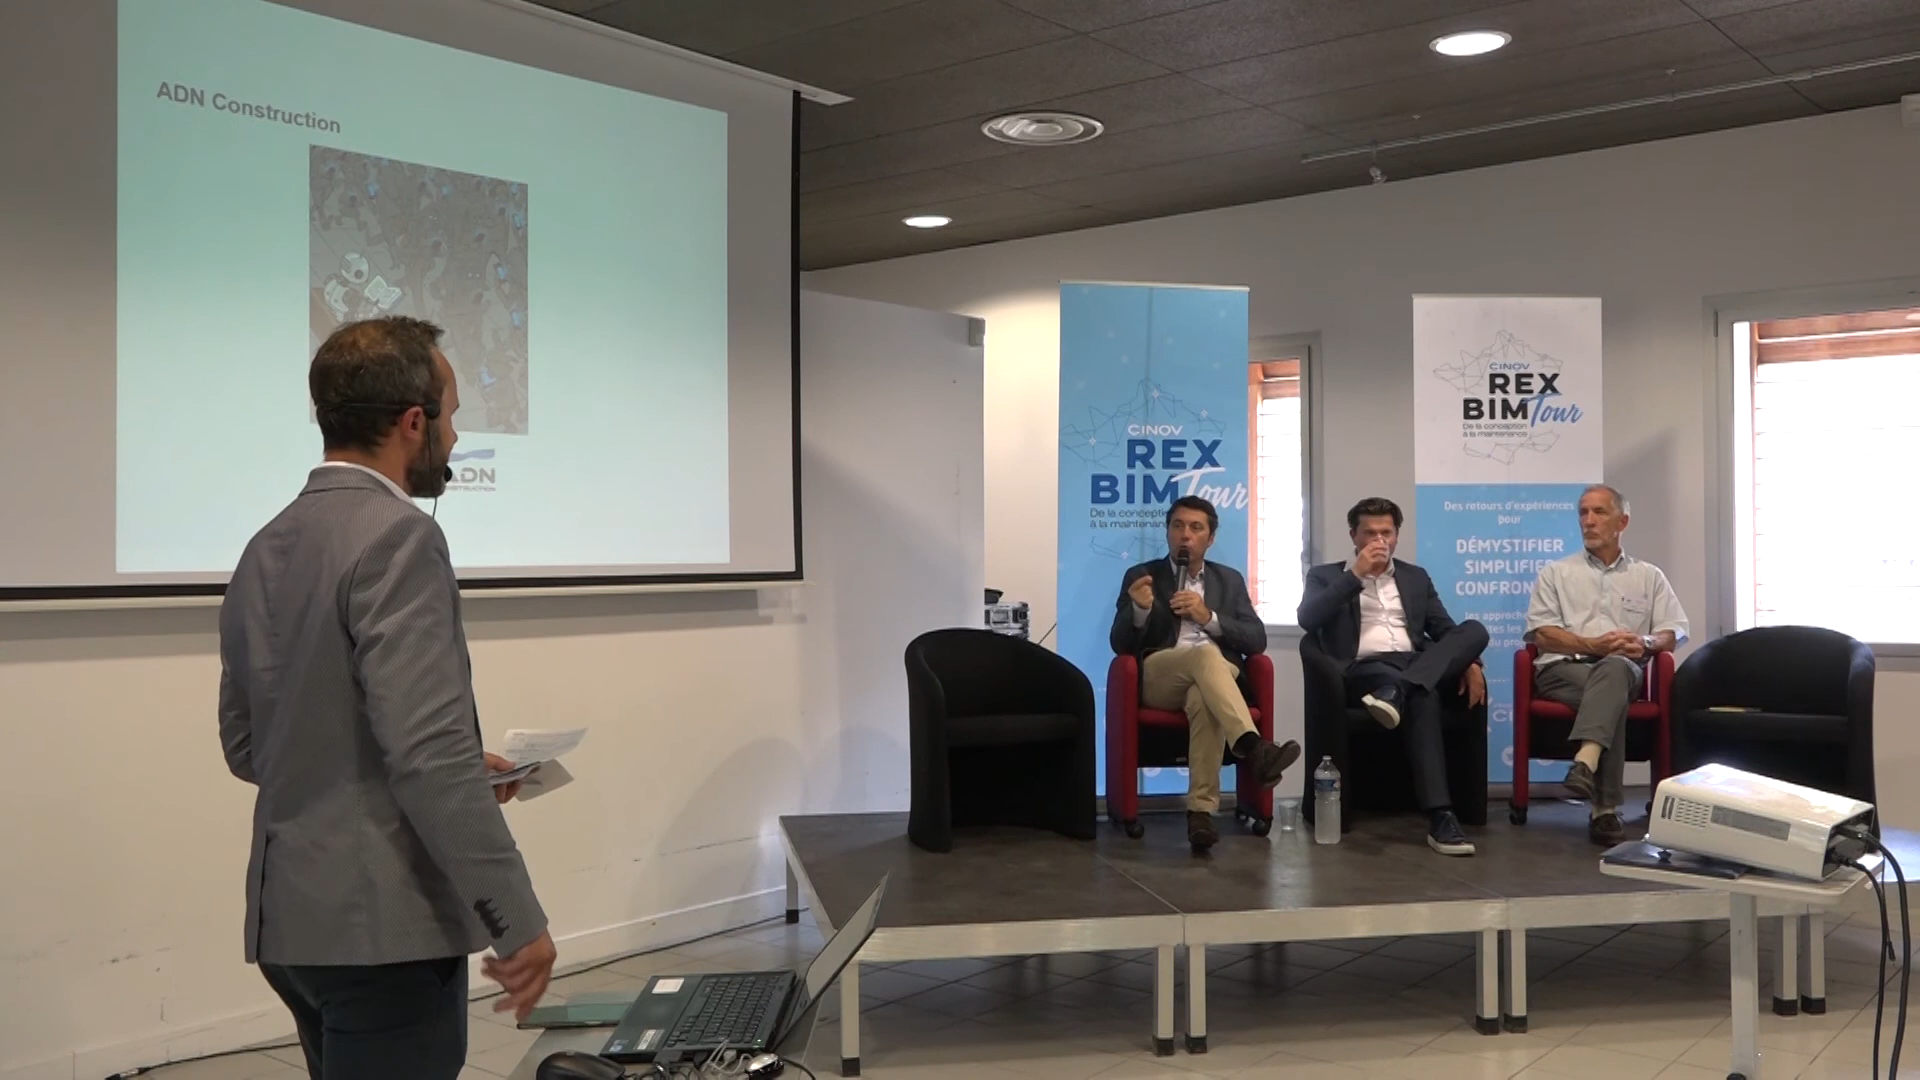 ADN Construction
ADN
CINOV
REX
BIM Tour
De la conception
à la maintenance
CINOV
REX
BIM Tour
De la conception
à la maintenance
Des retours d'expériences
pour
DÉMYSTIFIER
SIMPLIFIER